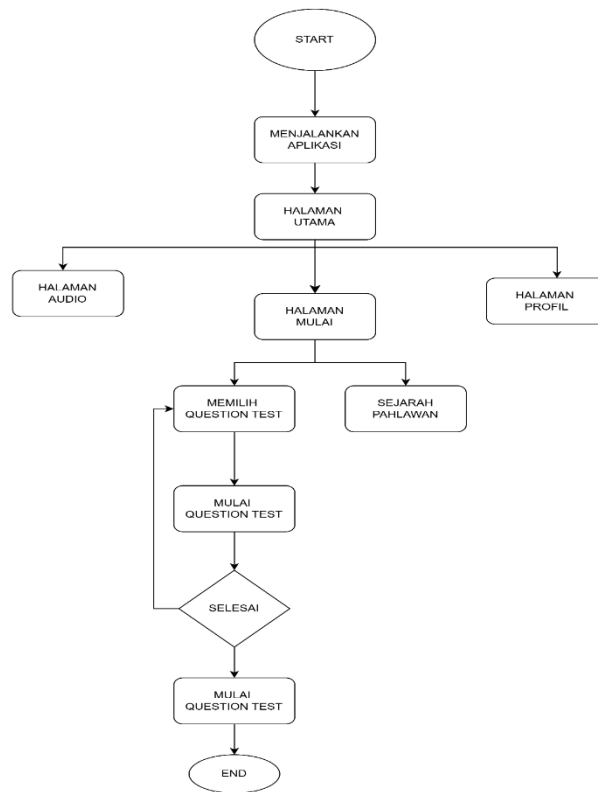 START
MENJALANKAN
APLIKASI
HALAMAN
UTAMA
HALAMAN
AUDIO
HALAMAN
MULAI
HALAMAN
PROFIL
MEMILIH
QUESTION TEST
SEJARAH
PAHLAWAN
MULAI
QUESTION TEST
SELESAI
MULAI
QUESTION TEST
END